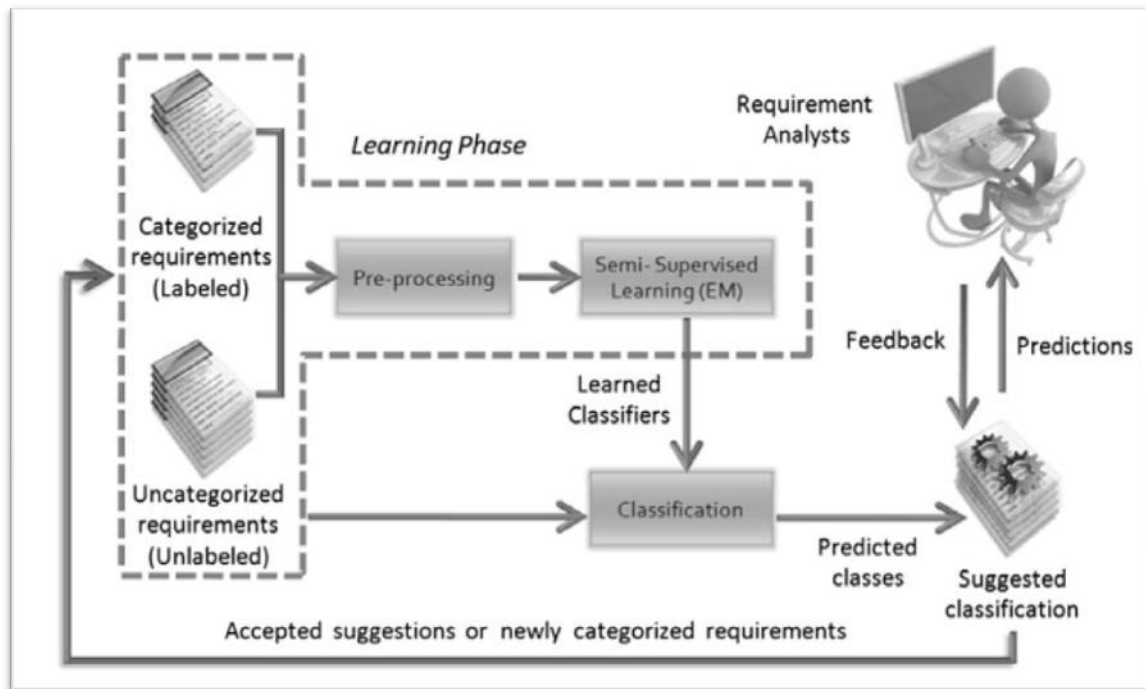 Requirement
Analysts
Learning Phase
Categorized
requirements
(Labeled)
Pre-processing
Semi- Supervised
Learning (EM)
Feedback
Predictions
Learned
Classifiers
Uncategorized
requirements
(Unlabeled)
Classification
Predicted
classes
Suggested
classification
Accepted suggestions or newly categorized requirements